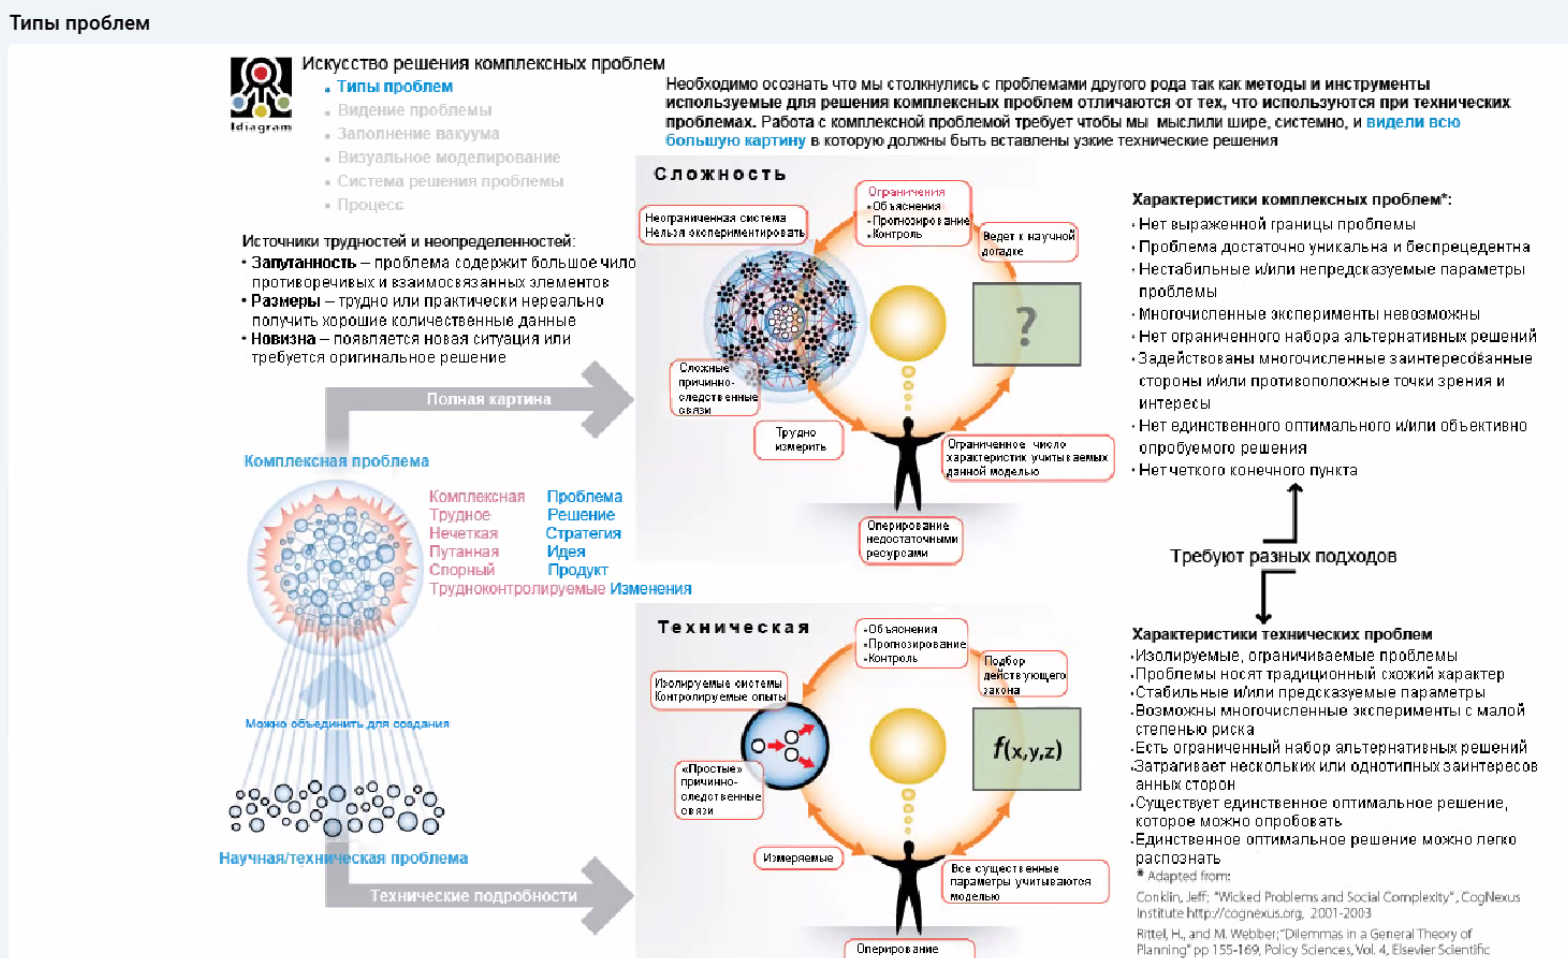 Типы проблем
Искусство решения комплексных проблем
Типы проблем
Видение проблемы
Заполнение вакуума
Визуальное моделирование
Система решения проблемы
Процесс
Idiagram
Необходимо осознать что мы столкнулись с проблемами другого рода так как методы и инструменты
используемые для решения комплексных проблем отличаются от тех, что используются при технических
проблемах. Работа с комплексной проблемой требует чтобы мы мыслили шире, системно, и видели всю
большую картину в которую должны быть вставлены узкие технические решения
Источники трудностей и неопределенностей:
• Запутанность – проблема содержит большое чило
противоречивых и взаимосвязанных элементов
• Размеры – трудно или практически нереально
получить хорошие количественные данные
• Новизна – появляется новая ситуация или
требуется оригинальное решение
Полная картина
Комплексная проблема
Комплексная Проблема
Трудное Решение
Нечеткая Стратегия
Путанная Идея
Спорный Продукт
Трудноконтролируемые Изменения
Можно объединить для создания
Научная/техническая проблема
Технические подробности
Сложность
Неограниченная система
Нельзя экспериментировать
Ограничения
•Объяснения
•Прогнозирование
•Контроль
Ведет к научной
догадке
?
Сложные
причинно-
следственные
связи
Трудно
измерить
Ограниченное число
характеристик учитываемых
данной моделью
Оперирование
недостаточными
ресурсами
Техническая
•Объяснения
•Прогнозирование
•Контроль
Изолируемые системы
Контролируемые опыты
Подбор
действующего
закона
f(x,y,z)
«Простые»
причинно-
следственные
связи
Измеряемые
Все существенные
параметры учитываются
моделью
Оперирование
Характеристики комплексных проблем*:
• Нет выраженной границы проблемы
• Проблема достаточно уникальна и беспрецедентна
• Нестабильные и/или непредсказуемые параметры
проблемы
• Многочисленные эксперименты невозможны
• Нет ограниченного набора альтернативных решений
• Задействованы многочисленные заинтересованные
стороны и/или противоположные точки зрения и
интересы
• Нет единственного оптимального и/или объективно
опробуемого решения
• Нет четкого конечного пункта
Требуют разных подходов
Характеристики технических проблем
•Изолируемые, ограничиваемые проблемы
•Проблемы носят традиционный схожий характер
•Стабильные и/или предсказуемые параметры
•Возможны многочисленные эксперименты с малой
степенью риска
•Есть ограниченный набор альтернативных решений
•Затрагивает нескольких или однотипных заинтересов
анных сторон
•Существует единственное оптимальное решение,
которое можно опробовать
•Единственное оптимальное решение можно легко
распознать
* Adapted from:
Conklin, Jeff; "Wicked Problems and Social Complexity", CogNexus
Institute http://cognexus.org, 2001-2003
Rittel, H., and M. Webber; "Dilemmas in a General Theory of
Planning" pp 155-169, Policy Sciences, Vol. 4, Elsevier Scientific